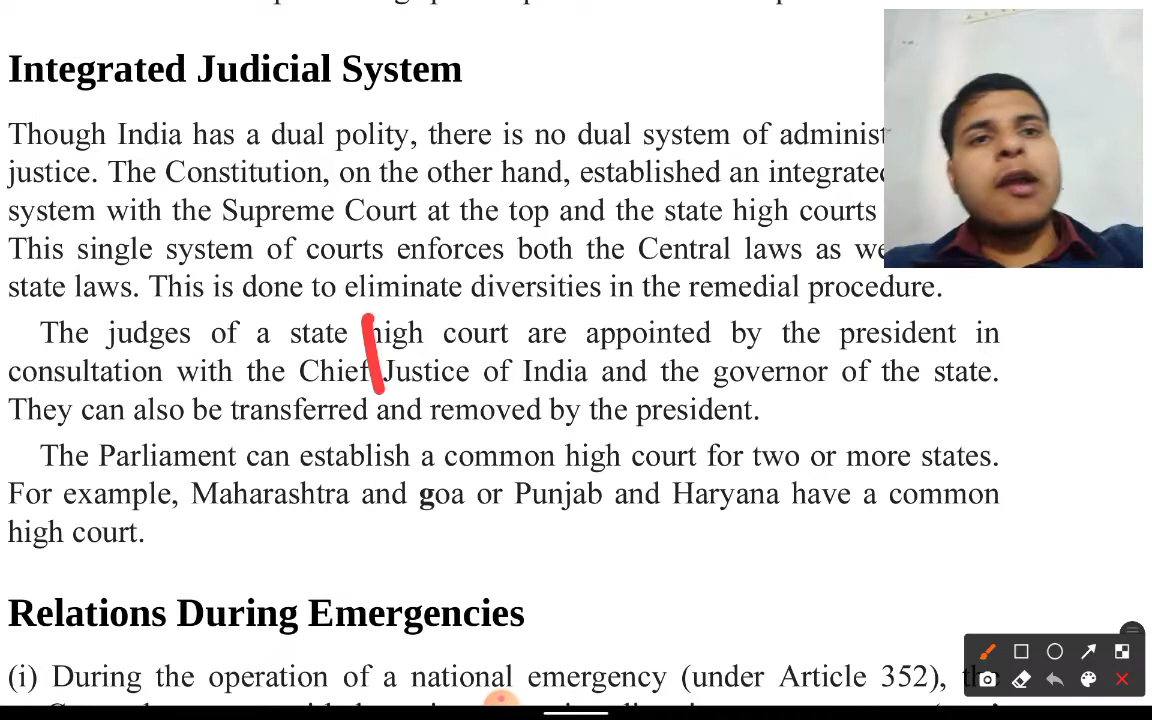 Integrated Judicial System
Though India has a dual polity, there is no dual system of administ
justice. The Constitution, on the other hand, established an integrated
system with the Supreme Court at the top and the state high courts
This single system of courts enforces both the Central laws as we
state laws. This is done to eliminate diversities in the remedial procedure.
The judges of a state high court are appointed by the president in
consultation with the Chief Justice of India and the governor of the state.
They can also be transferred and removed by the president.
The Parliament can establish a common high court for two or more states.
For example, Maharashtra and goa or Punjab and Haryana have a common
high court.
Relations During Emergencies
(i) During the operation of a national emergency (under Article 352), the